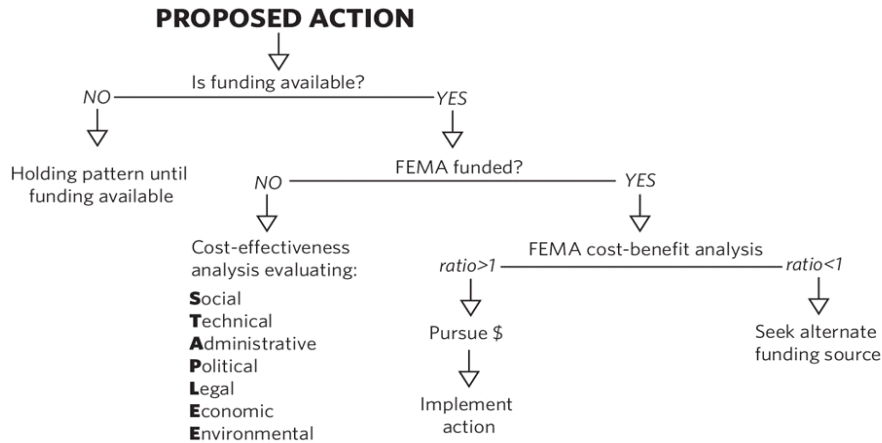 PROPOSED ACTION
Is funding available?
NO
YES
Holding pattern until
funding available
FEMA funded?
NO
YES
Cost-effectiveness
analysis evaluating:
Social
Technical
Administrative
Political
Legal
Economic
Environmental
FEMA cost-benefit analysis
ratio>1
ratio<1
Pursue $
Implement
action
Seek alternate
funding source